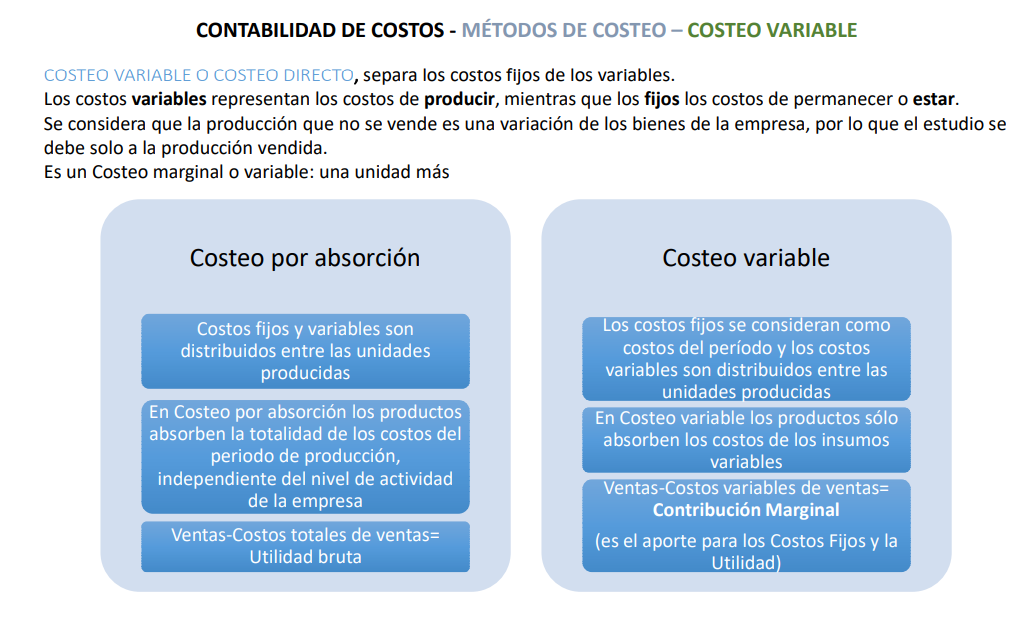 CONTABILIDAD DE COSTOS - MÉTODOS DE COSTEO – COSTEO VARIABLE
COSTEO VARIABLE O COSTEO DIRECTO, separa los costos fijos de los variables.
Los costos variables representan los costos de producir, mientras que los fijos los costos de permanecer o estar.
Se considera que la producción que no se vende es una variación de los bienes de la empresa, por lo que el estudio se
debe solo a la producción vendida.
Es un Costeo marginal o variable: una unidad más
Costeo por absorción
Costos fijos y variables son
distribuidos entre las unidades
producidas
En Costeo por absorción los productos
absorben la totalidad de los costos del
periodo de producción,
independiente del nivel de actividad
de la empresa
Ventas-Costos totales de ventas=
Utilidad bruta
Costeo variable
Los costos fijos se consideran como
costos del período y los costos
variables son distribuidos entre las
unidades producidas
En Costeo variable los productos sólo
absorben los costos de los insumos
variables
Ventas-Costos variables de ventas=
Contribución Marginal
(es el aporte para los Costos Fijos y la
Utilidad)